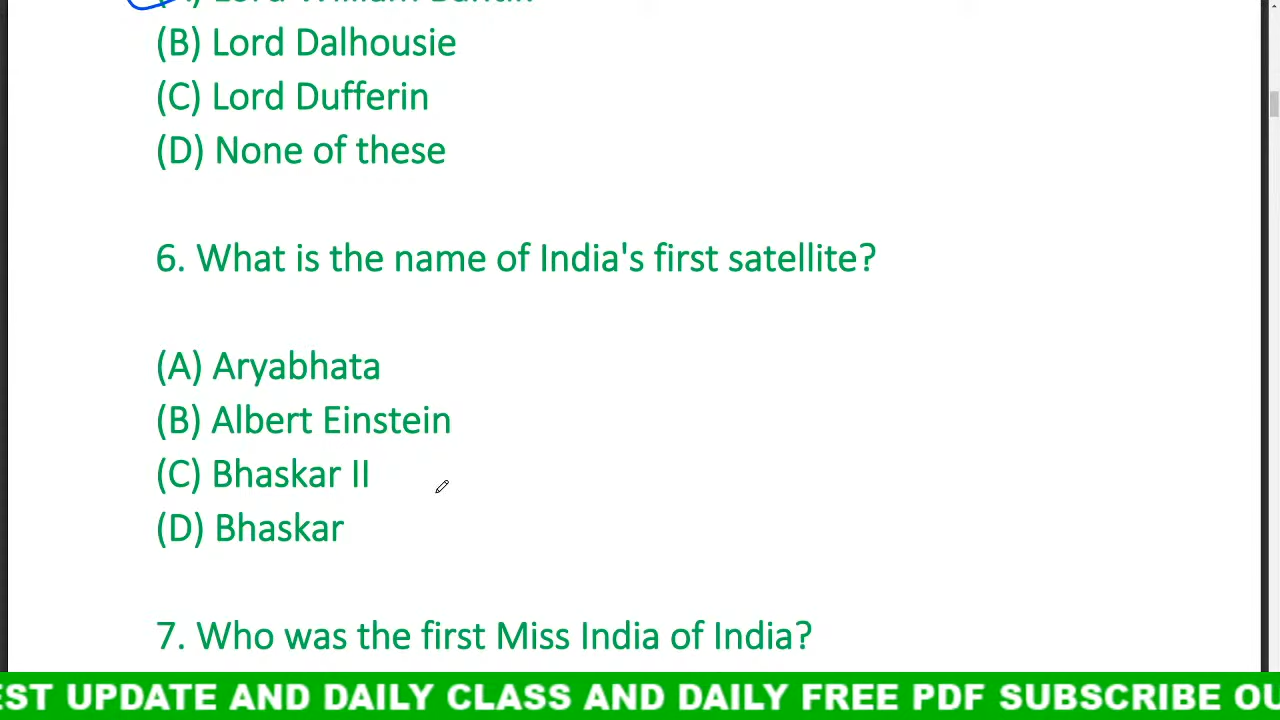 Lord William
(B) Lord Dalhousie
(C) Lord Dufferin
(D) None of these
6. What is the name of India's first satellite?
(A) Aryabhata
(B) Albert Einstein
(C) Bhaskar II
(D) Bhaskar
7. Who was the first Miss India of India?
EST UPDATE AND DAILY CLASS AND DAILY FREE PDF SUBSCRIBE OU